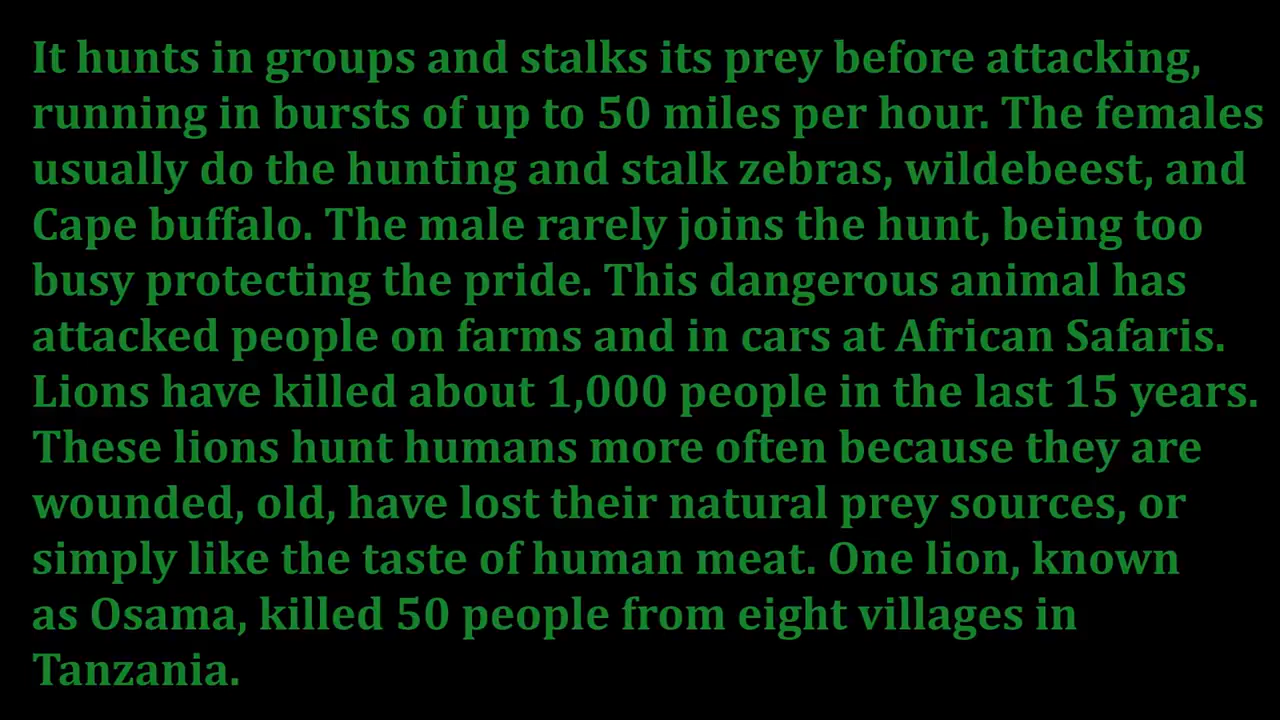 It hunts in groups and stalks its prey before attacking,
running in bursts of up to 50 miles per hour. The females
usually do the hunting and stalk zebras, wildebeest, and
Cape buffalo. The male rarely joins the hunt, being too
busy protecting the pride. This dangerous animal has
attacked people on farms and in cars at African Safaris.
Lions have killed about 1,000 people in the last 15 years.
These lions hunt humans more often because they are
wounded, old, have lost their natural prey sources, or
simply like the taste of human meat. One lion, known
as Osama, killed 50 people from eight villages in
Tanzania.